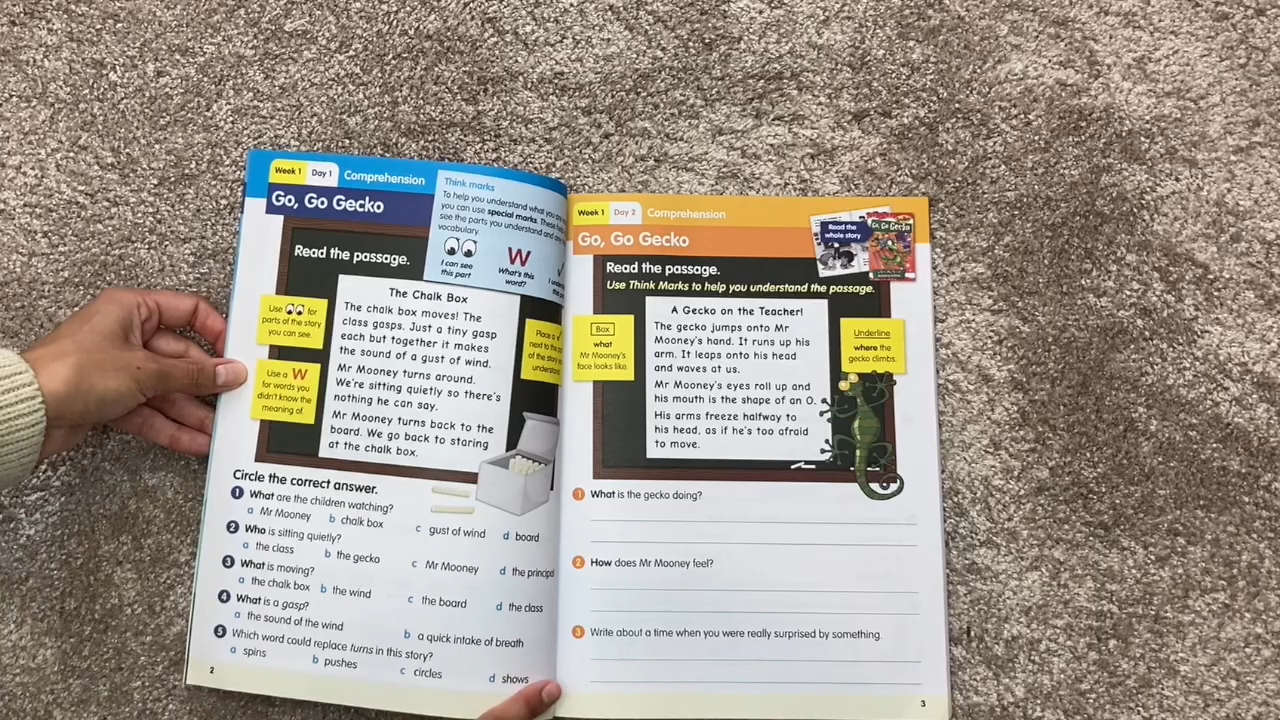 Week 1 Day 1 Comprehension
Go, Go Gecko
Think marks
To help you understand what you
you can use special marks. These
see the parts you understand and
vocabulary.
I can see
this part
W
What's this
word?
Read the passage.
Use for
parts of the story
you can see.
Use a W
for words you
didn't know the
meaning of.
Place a
next to the
of the story
understand
The Chalk Box
The chalk box moves! The
class gasps. Just a tiny gasp
each but together it makes
the sound of a gust of wind.
Mr Mooney turns around.
We're sitting quietly so there's
nothing he can say.
Mr Mooney turns back to the
board. We go back to staring
at the chalk box.
Circle the correct answer.
1 What are the children watching?
a Mr Mooney b chalk box c gust of wind d board
2 Who is sitting quietly?
a the class b the gecko c Mr Mooney d the principal
3 What is moving?
a the chalk box b the wind c the board d the class
4 What is a gasp?
a the sound of the wind b a quick intake of breath
5 Which word could replace turns in this story?
a spins b pushes c circles d shows
2
Week 1 Day 2 Comprehension
Go, Go Gecko
Read the
whole story
Go, Go Gecko
Read the passage.
Use Think Marks to help you understand the passage.
Box
what
Mr Mooney's
face looks like.
Underline
where the
gecko climbs.
A Gecko on the Teacher!
The gecko jumps onto Mr
Mooney's hand. It runs up his
arm. It leaps onto his head
and waves at us.
Mr Mooney's eyes roll up and
his mouth is the shape of an O.
His arms freeze halfway to
his head, as if he's too afraid
to move.
1 What is the gecko doing?
2 How does Mr Mooney feel?
3 Write about a time when you were really surprised by something.
3